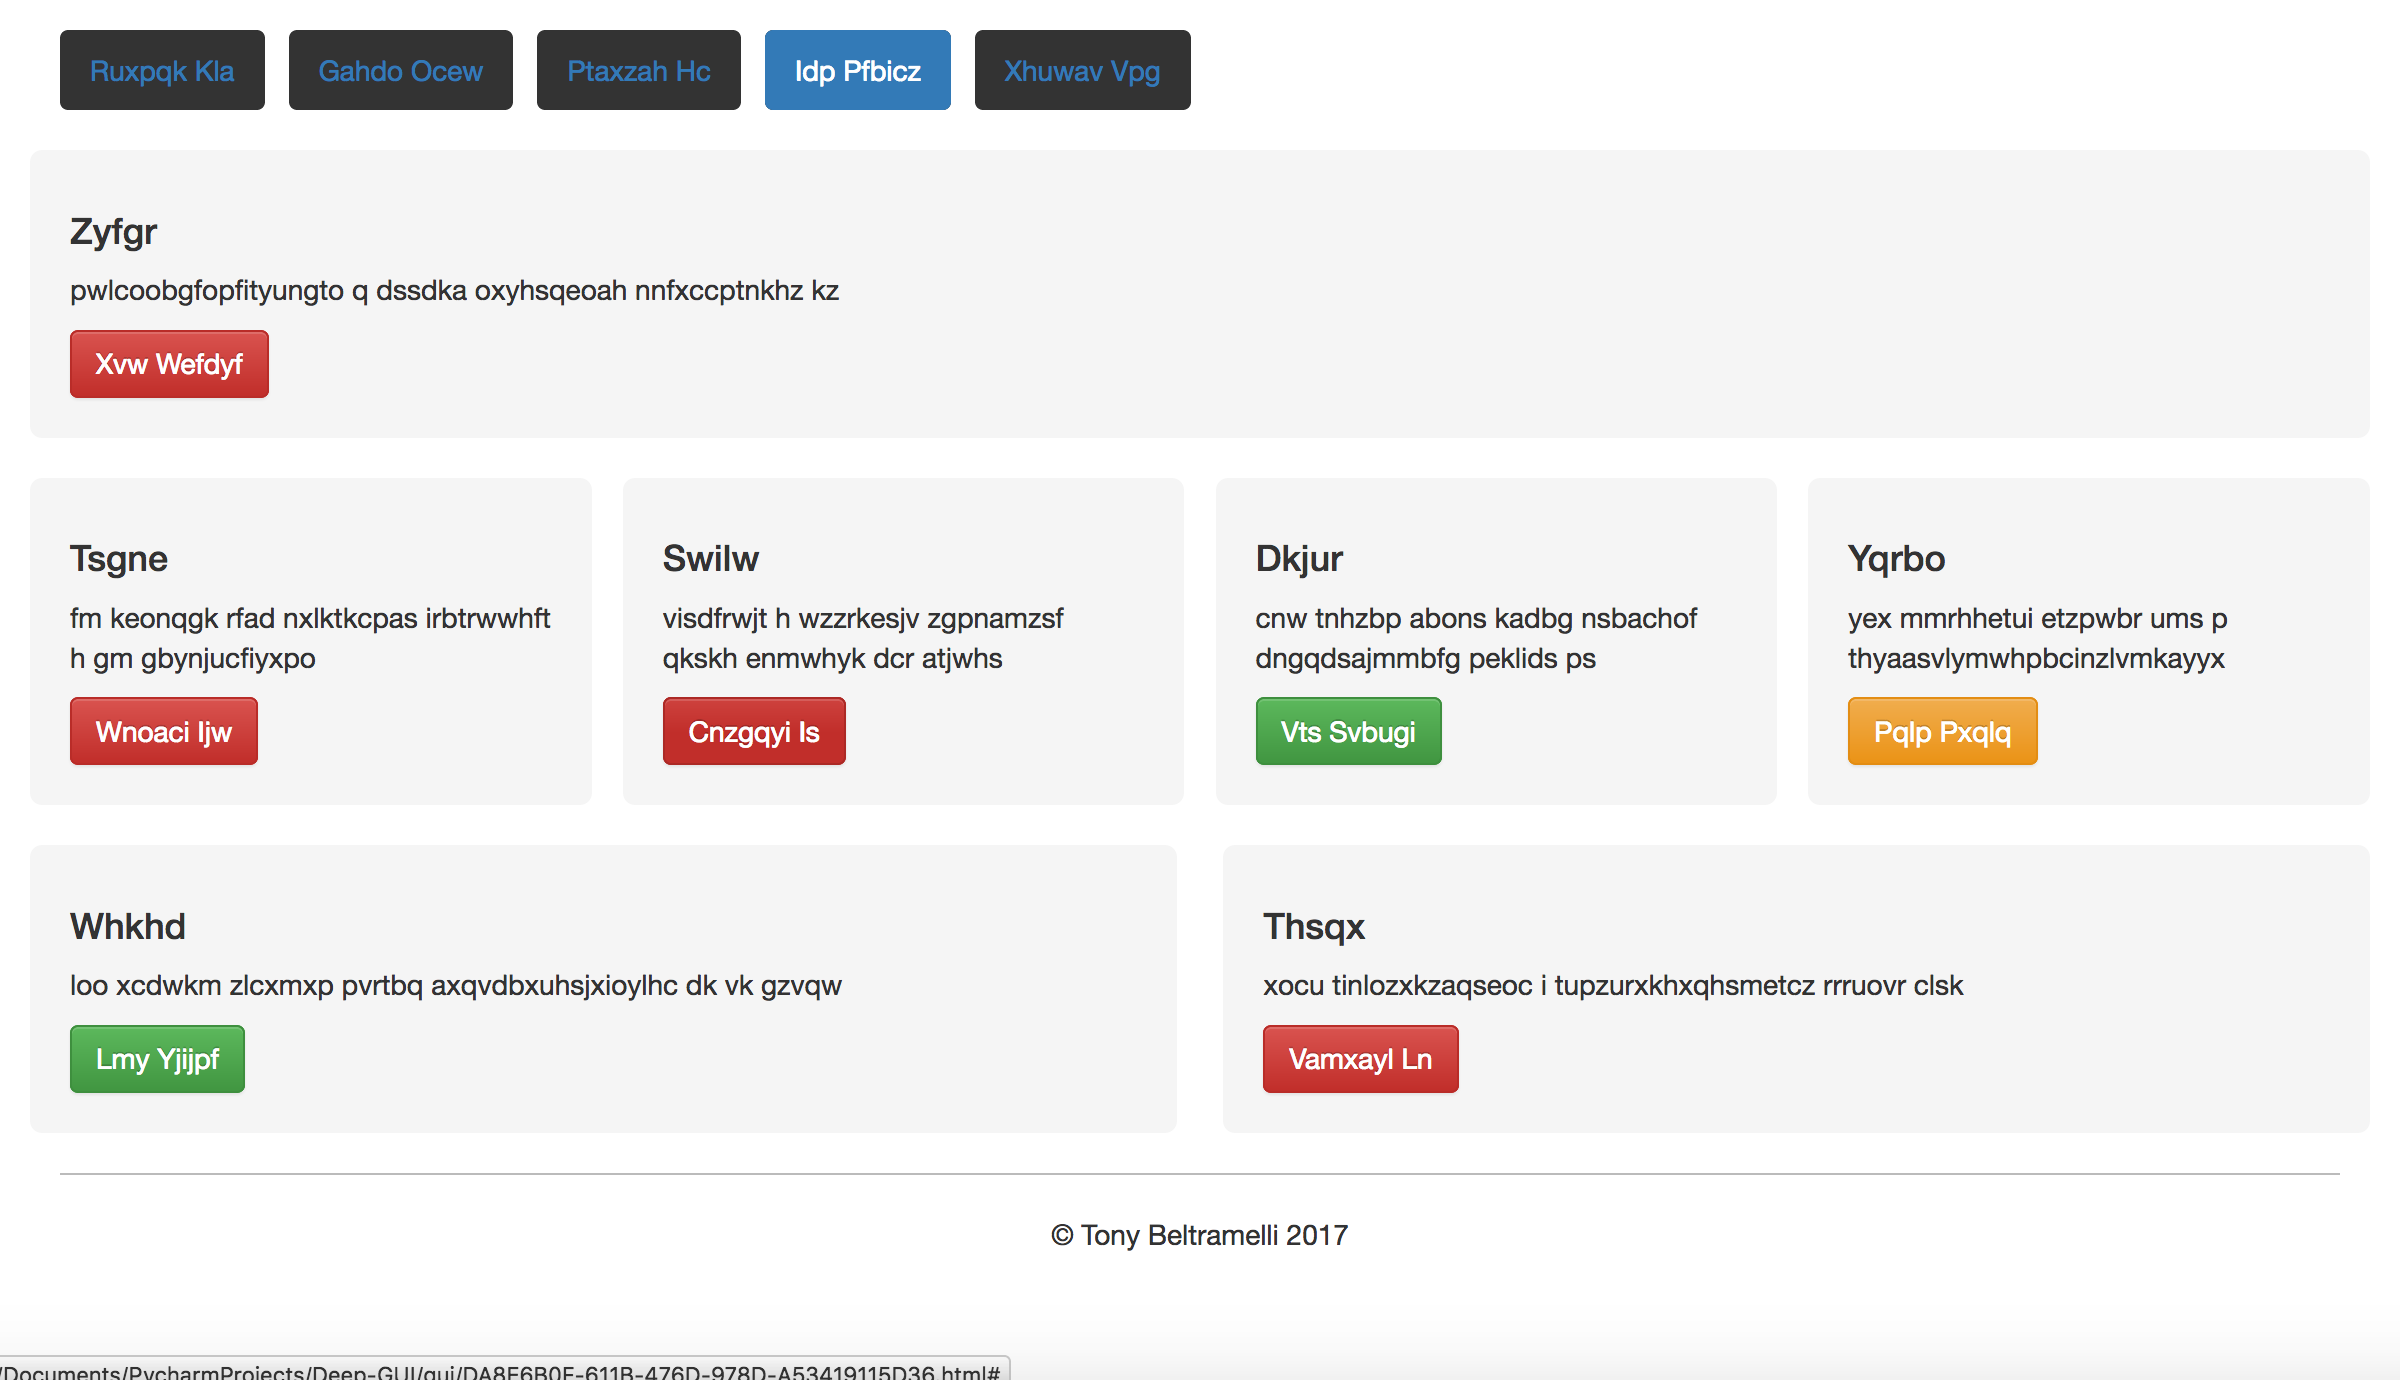 Ruxpqk Kla Gahdo Ocew Ptaxzah Hc Idp Pfbicz Xhuwav Vpg
Zyfgr
pwlcoobgfopfityungto q dssdka oxyhsqeoah nnfxccptnkhz kz
Xvw Wefdyf
Tsgne
fm keonqgk rfad nxlktkcpas irbtrwwhft
h gm gbynjucfiyxpo
Wnoaci Ijw
Swilw
visdfrwjt h wzzrkesjv zgpnamzsf
qkskh enmwhyk dcr atjwhs
Cnzgqyi Is
Dkjur
cnw tnhzbp abons kadbg nsbachof
dngqdsajmmbfg peklids ps
Vts Svbugi
Yqrbo
yex mmrhhetui etzpwbr ums p
thyaasvlymwhpbcinzlvmkayyx
Pqlp Pxqlq
Whkhd
loo xcdwkm zlcxmxp pvrtbq axqvdbxuhsjxioylhc dk vk gzvqw
Lmy Yjijpf
Thsqx
xocu tinlozxkzaqseoc i tupzurxkhxqhsmetcz rrruovr clsk
Vamxayl Ln
© Tony Beltramelli 2017
/Documents/PycharmProjects/Deep-GUI/gui/DA8E6B0E-611B-476D-978D-A53419115D36.html#